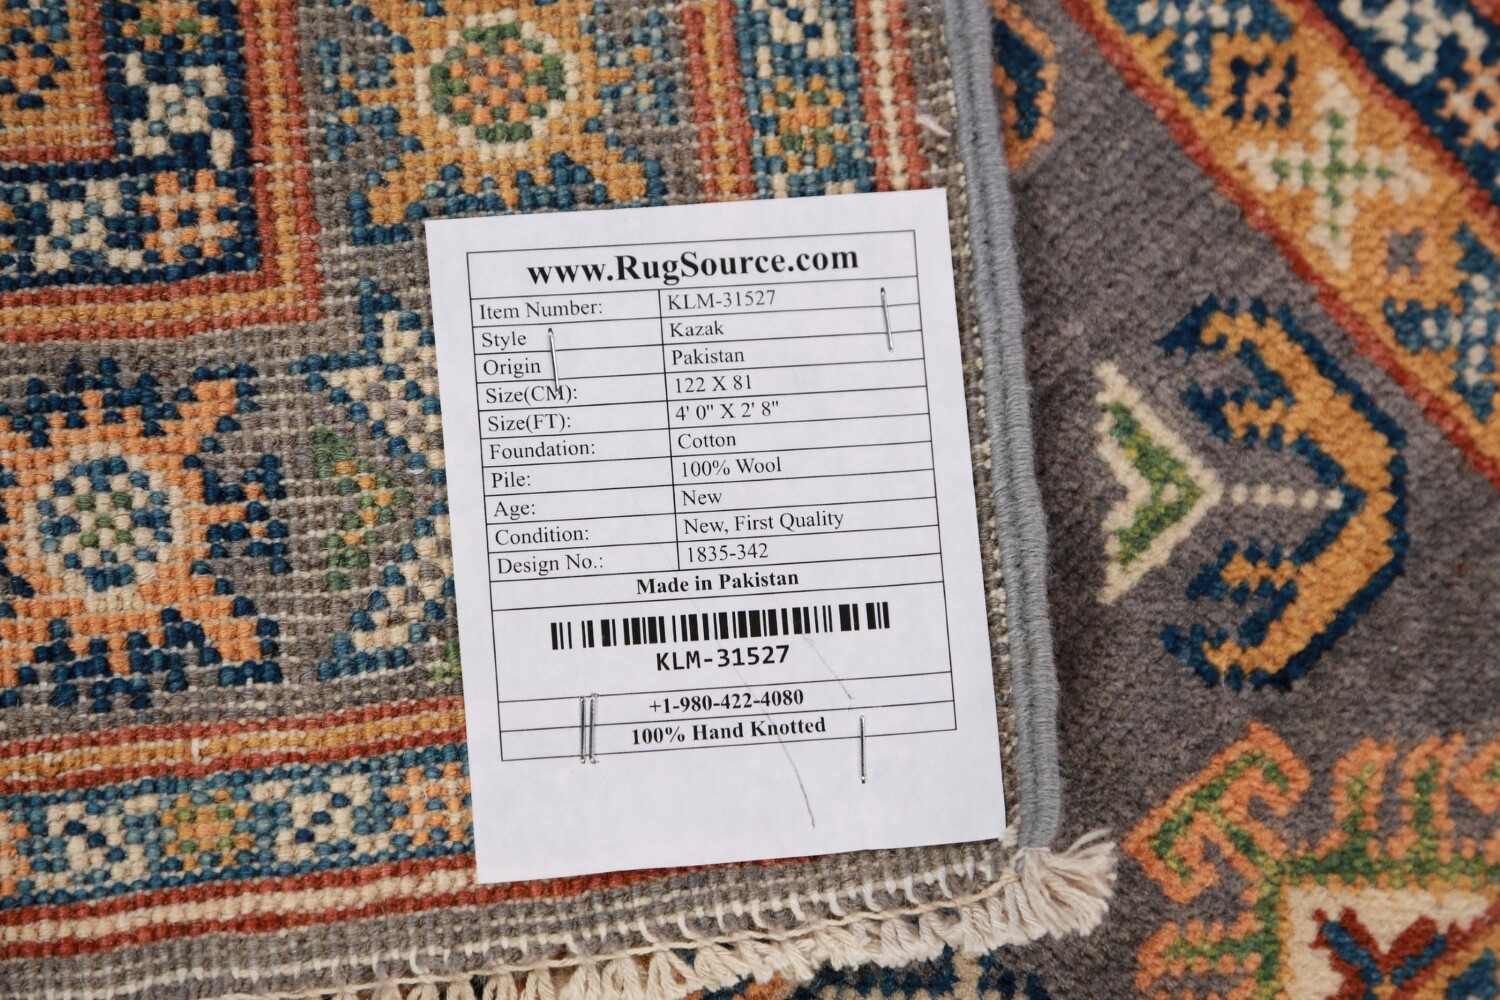 www.RugSource.com
Item Number: KLM-31527
Style Kazak
Origin Pakistan
Size(CM): 122 X 81
Size(FT): 4' 0" X 2' 8"
Foundation: Cotton
Pile: 100% Wool
Age: New
Condition: New, First Quality
Design No.: 1835-342
Made in Pakistan
KLM-31527
+1-980-422-4080
100% Hand Knotted